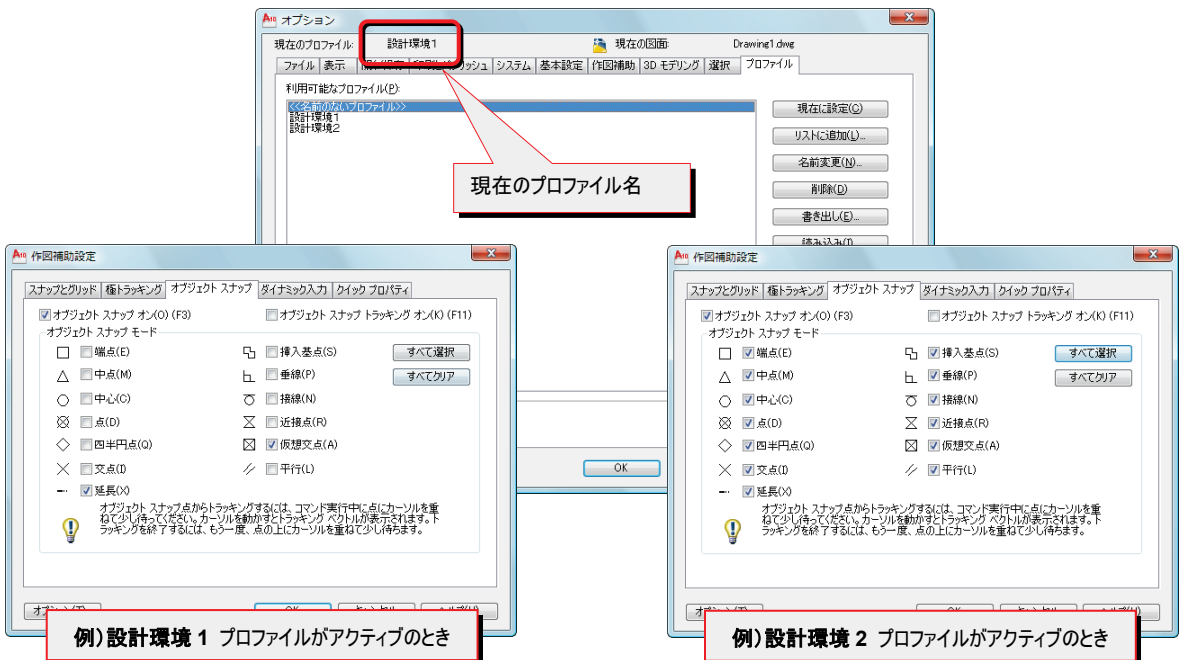 オプション
現在のプロファイル: 設計環境1 現在の図面: Drawing1.dwg
ファイル 表示 システム 基本設定 作図補助 3D モデリング 選択 プロファイル
利用可能なプロファイル(P):
<<名前のないプロファイル>>
設計環境1
設計環境2
現在に設定(C)
リストに追加(L)...
名前変更(N)...
削除(D)
書き出し(E)...
読み込み(I)...
現在のプロファイル名
OK
作図補助設定
スナップとグリッド 極トラッキング オブジェクト スナップ ダイナミック入力 クイック プロパティ
オブジェクト スナップ オン(O) (F3) オブジェクト スナップ トラッキング オン(K) (F11)
オブジェクト スナップ モード
端点(E) 挿入基点(S) すべて選択
中点(M) 垂線(P) すべてクリア
中心(C) 接線(N)
点(D) 近接点(R)
四半円点(Q) 仮想交点(A)
交点(I) 平行(L)
延長(X)
オブジェクト スナップ点からトラッキングするには、コマンド実行中に点にカーソルを重
ねて少し待ってください。カーソルを動かすとトラッキング ベクトルが表示されます。ト
ラッキングを終了するには、もう一度、点の上にカーソルを重ねて少し待ちます。
オプション(T)... OK キャンセル ヘルプ(H)
例）設計環境 1 プロファイルがアクティブのとき
作図補助設定
スナップとグリッド 極トラッキング オブジェクト スナップ ダイナミック入力 クイック プロパティ
オブジェクト スナップ オン(O) (F3) オブジェクト スナップ トラッキング オン(K) (F11)
オブジェクト スナップ モード
端点(E) 挿入基点(S) すべて選択
中点(M) 垂線(P) すべてクリア
中心(C) 接線(N)
点(D) 近接点(R)
四半円点(Q) 仮想交点(A)
交点(I) 平行(L)
延長(X)
オブジェクト スナップ点からトラッキングするには、コマンド実行中に点にカーソルを重
ねて少し待ってください。カーソルを動かすとトラッキング ベクトルが表示されます。ト
ラッキングを終了するには、もう一度、点の上にカーソルを重ねて少し待ちます。
オプション(T)... OK キャンセル ヘルプ(H)
例）設計環境 2 プロファイルがアクティブのとき